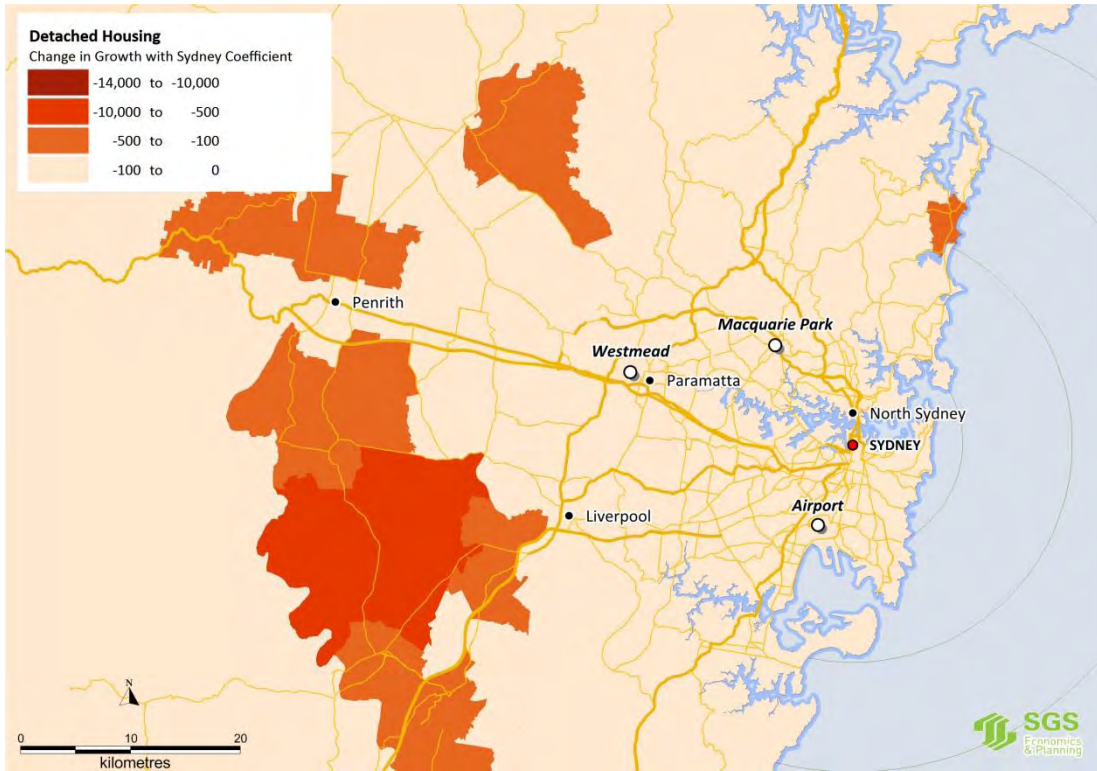 Detached Housing
Change in Growth with Sydney Coefficient
-14,000 to -10,000
-10,000 to -500
-500 to -100
-100 to 0
Penrith
Macquarie Park
Westmead
Paramatta
North Sydney
SYDNEY
Airport
Liverpool
N
0 10 20
kilometres
SGS
Economics
& Planning